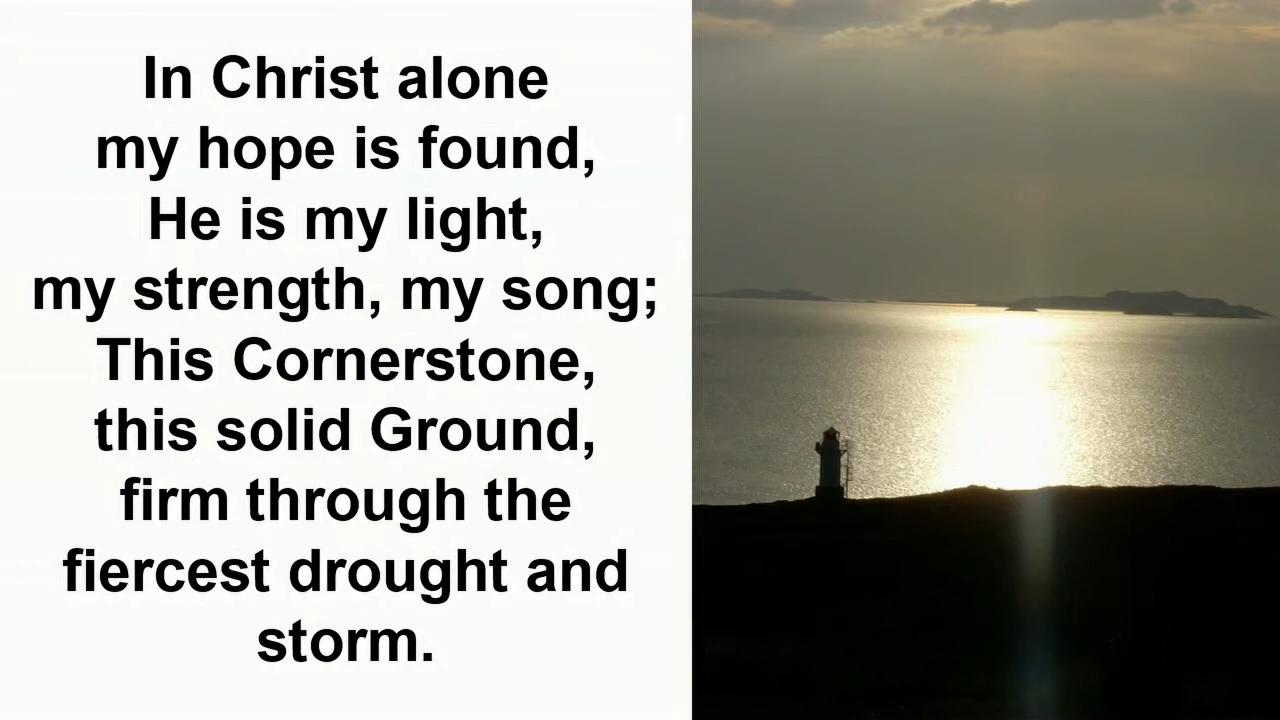 In Christ alone
my hope is found,
He is my light,
my strength, my song;
This Cornerstone,
this solid Ground,
firm through the
fiercest drought and
storm.